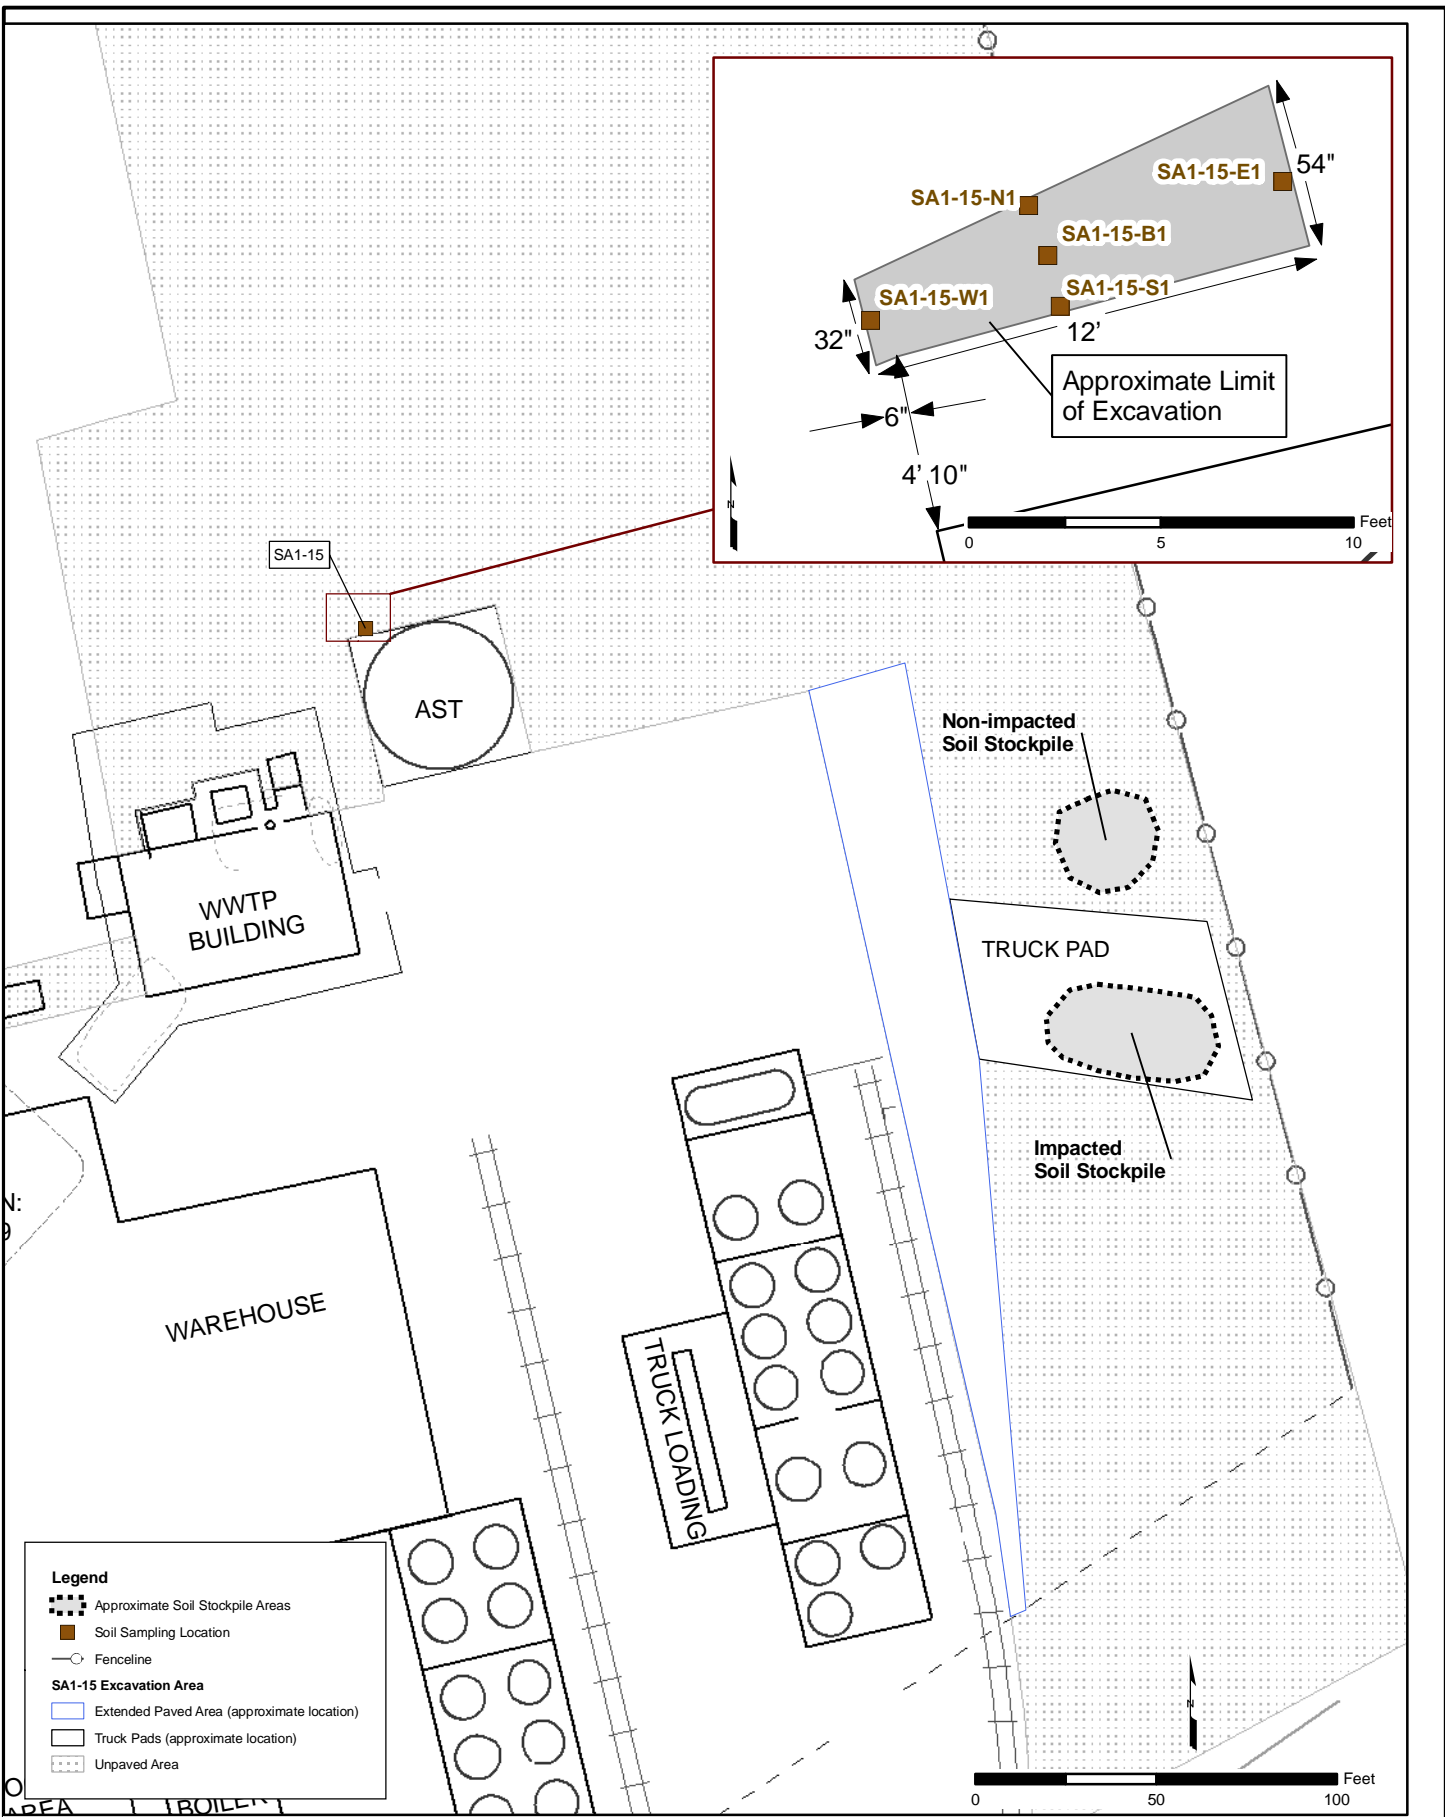 SA1-15-E1
54"
SA1-15-N1
SA1-15-B1
SA1-15-W1
SA1-15-S1
32"
12'
Approximate Limit
of Excavation
6"
4' 10"
N
Feet
0 5 10
SA1-15
AST
Non-impacted
Soil Stockpile
WWTP
BUILDING
TRUCK PAD
Impacted
Soil Stockpile
N:
9
WAREHOUSE
TRUCK LOADING
Legend
Approximate Soil Stockpile Areas
Soil Sampling Location
Fenceline
SA1-15 Excavation Area
Extended Paved Area (approximate location)
Truck Pads (approximate location)
Unpaved Area
AREA
BOILER
N
Feet
0 50 100